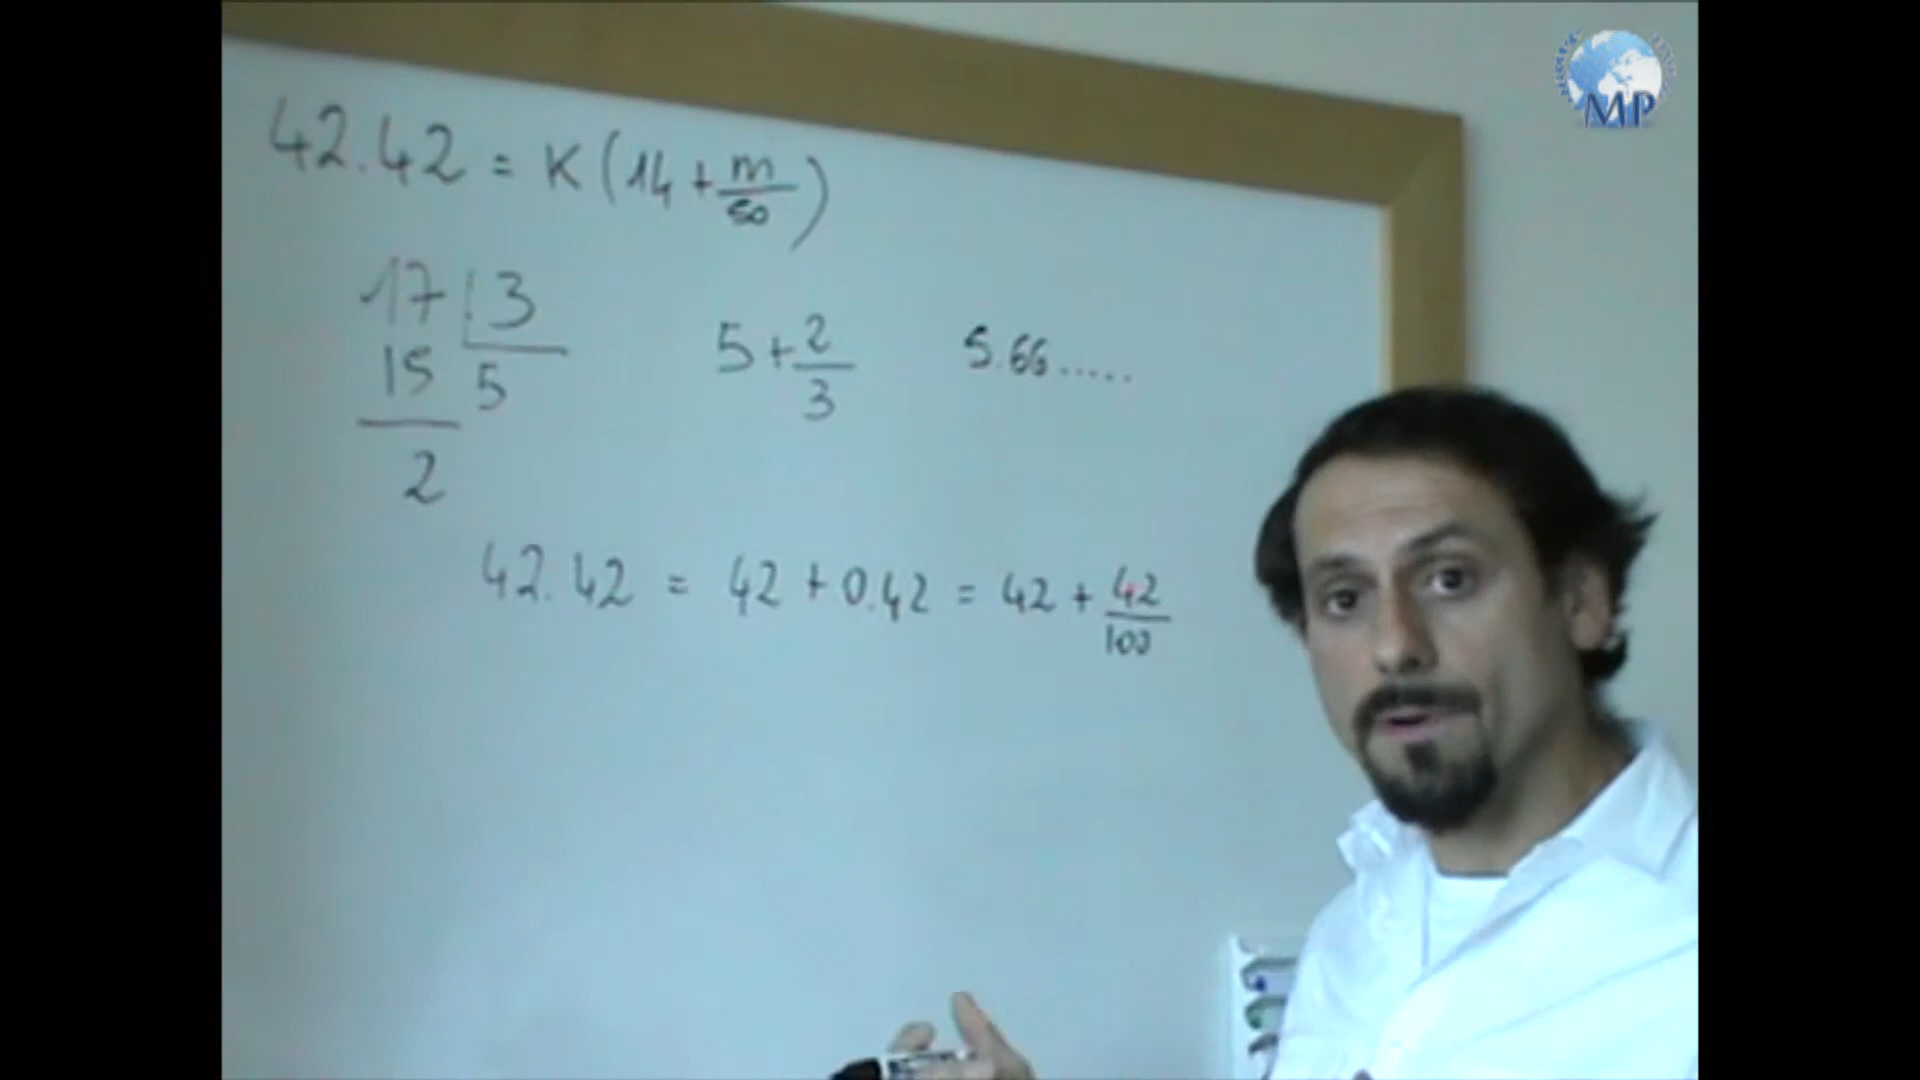 42.42 = K(14 + m/50)
17 3
15 5
2
5 + 2/3
5.66.....
42.42 = 42 + 0.42 = 42 + 42/100
MP